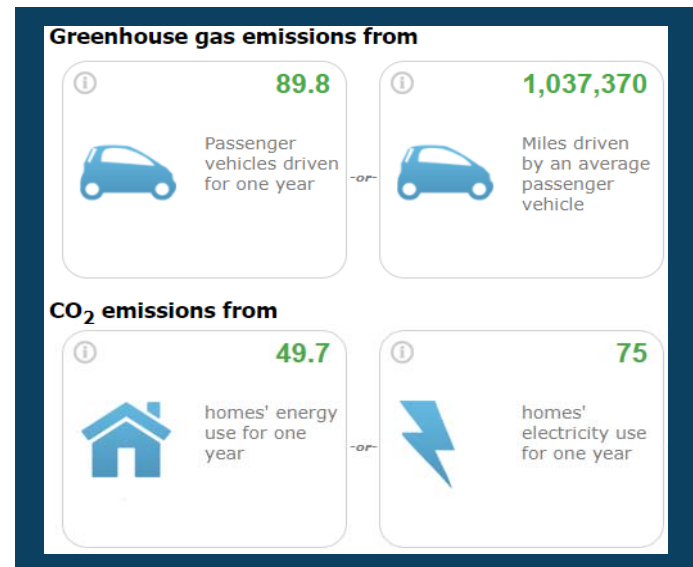 Greenhouse gas emissions from
89.8
Passenger
vehicles driven
for one year
-or-
1,037,370
Miles driven
by an average
passenger
vehicle
CO₂ emissions from
49.7
homes' energy
use for one
year
-or-
75
homes'
electricity use
for one year